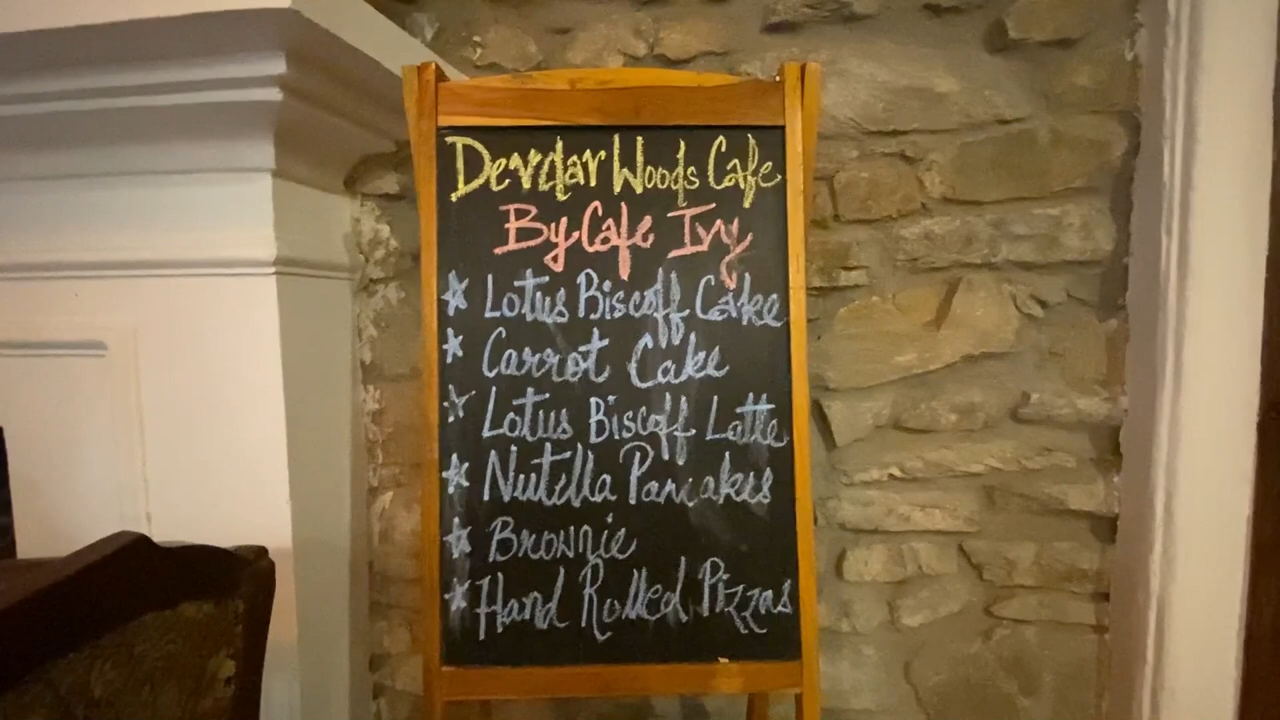 Devdar Woods Cafe
By Cafe Ivy
* Lotus Biscoff Cake
* Carrot Cake
* Lotus Biscoff Latte
* Nutella Pancakes
* Brownie
* Hand Rolled Pizzas